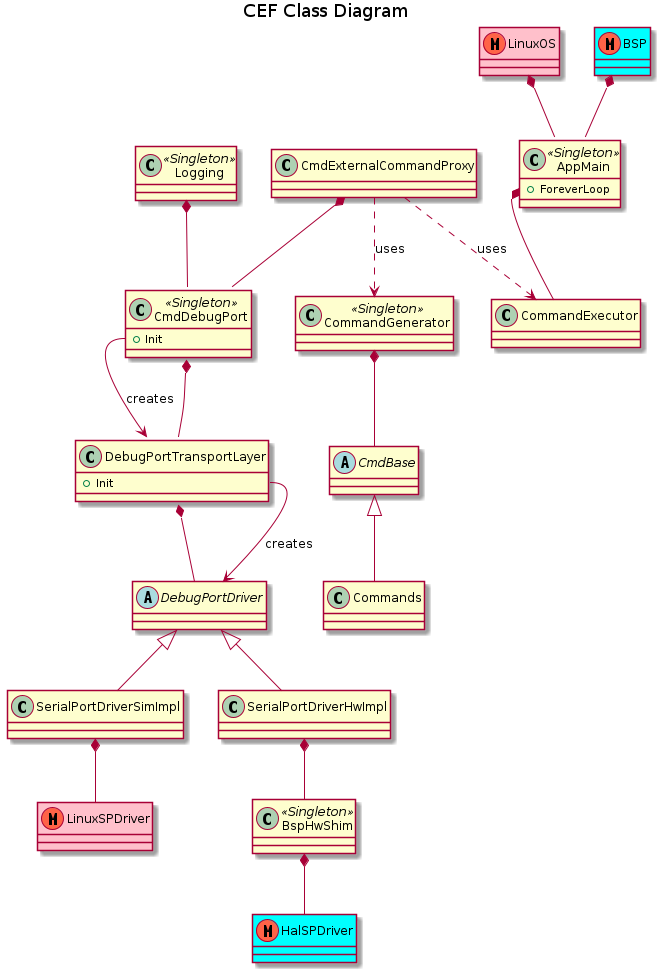 CEF Class Diagram
H LinuxOS
H BSP
C «Singleton»
Logging
C CmdExternalCommandProxy
C «Singleton»
AppMain
ForeverLoop
uses
uses
C «Singleton»
CmdDebugPort
Init
C «Singleton»
CommandGenerator
C CommandExecutor
creates
C DebugPortTransportLayer
Init
A CmdBase
creates
A DebugPortDriver
C Commands
C SerialPortDriverSimImpl
C SerialPortDriverHwImpl
H LinuxSPDriver
C «Singleton»
BspHwShim
H HalSPDriver